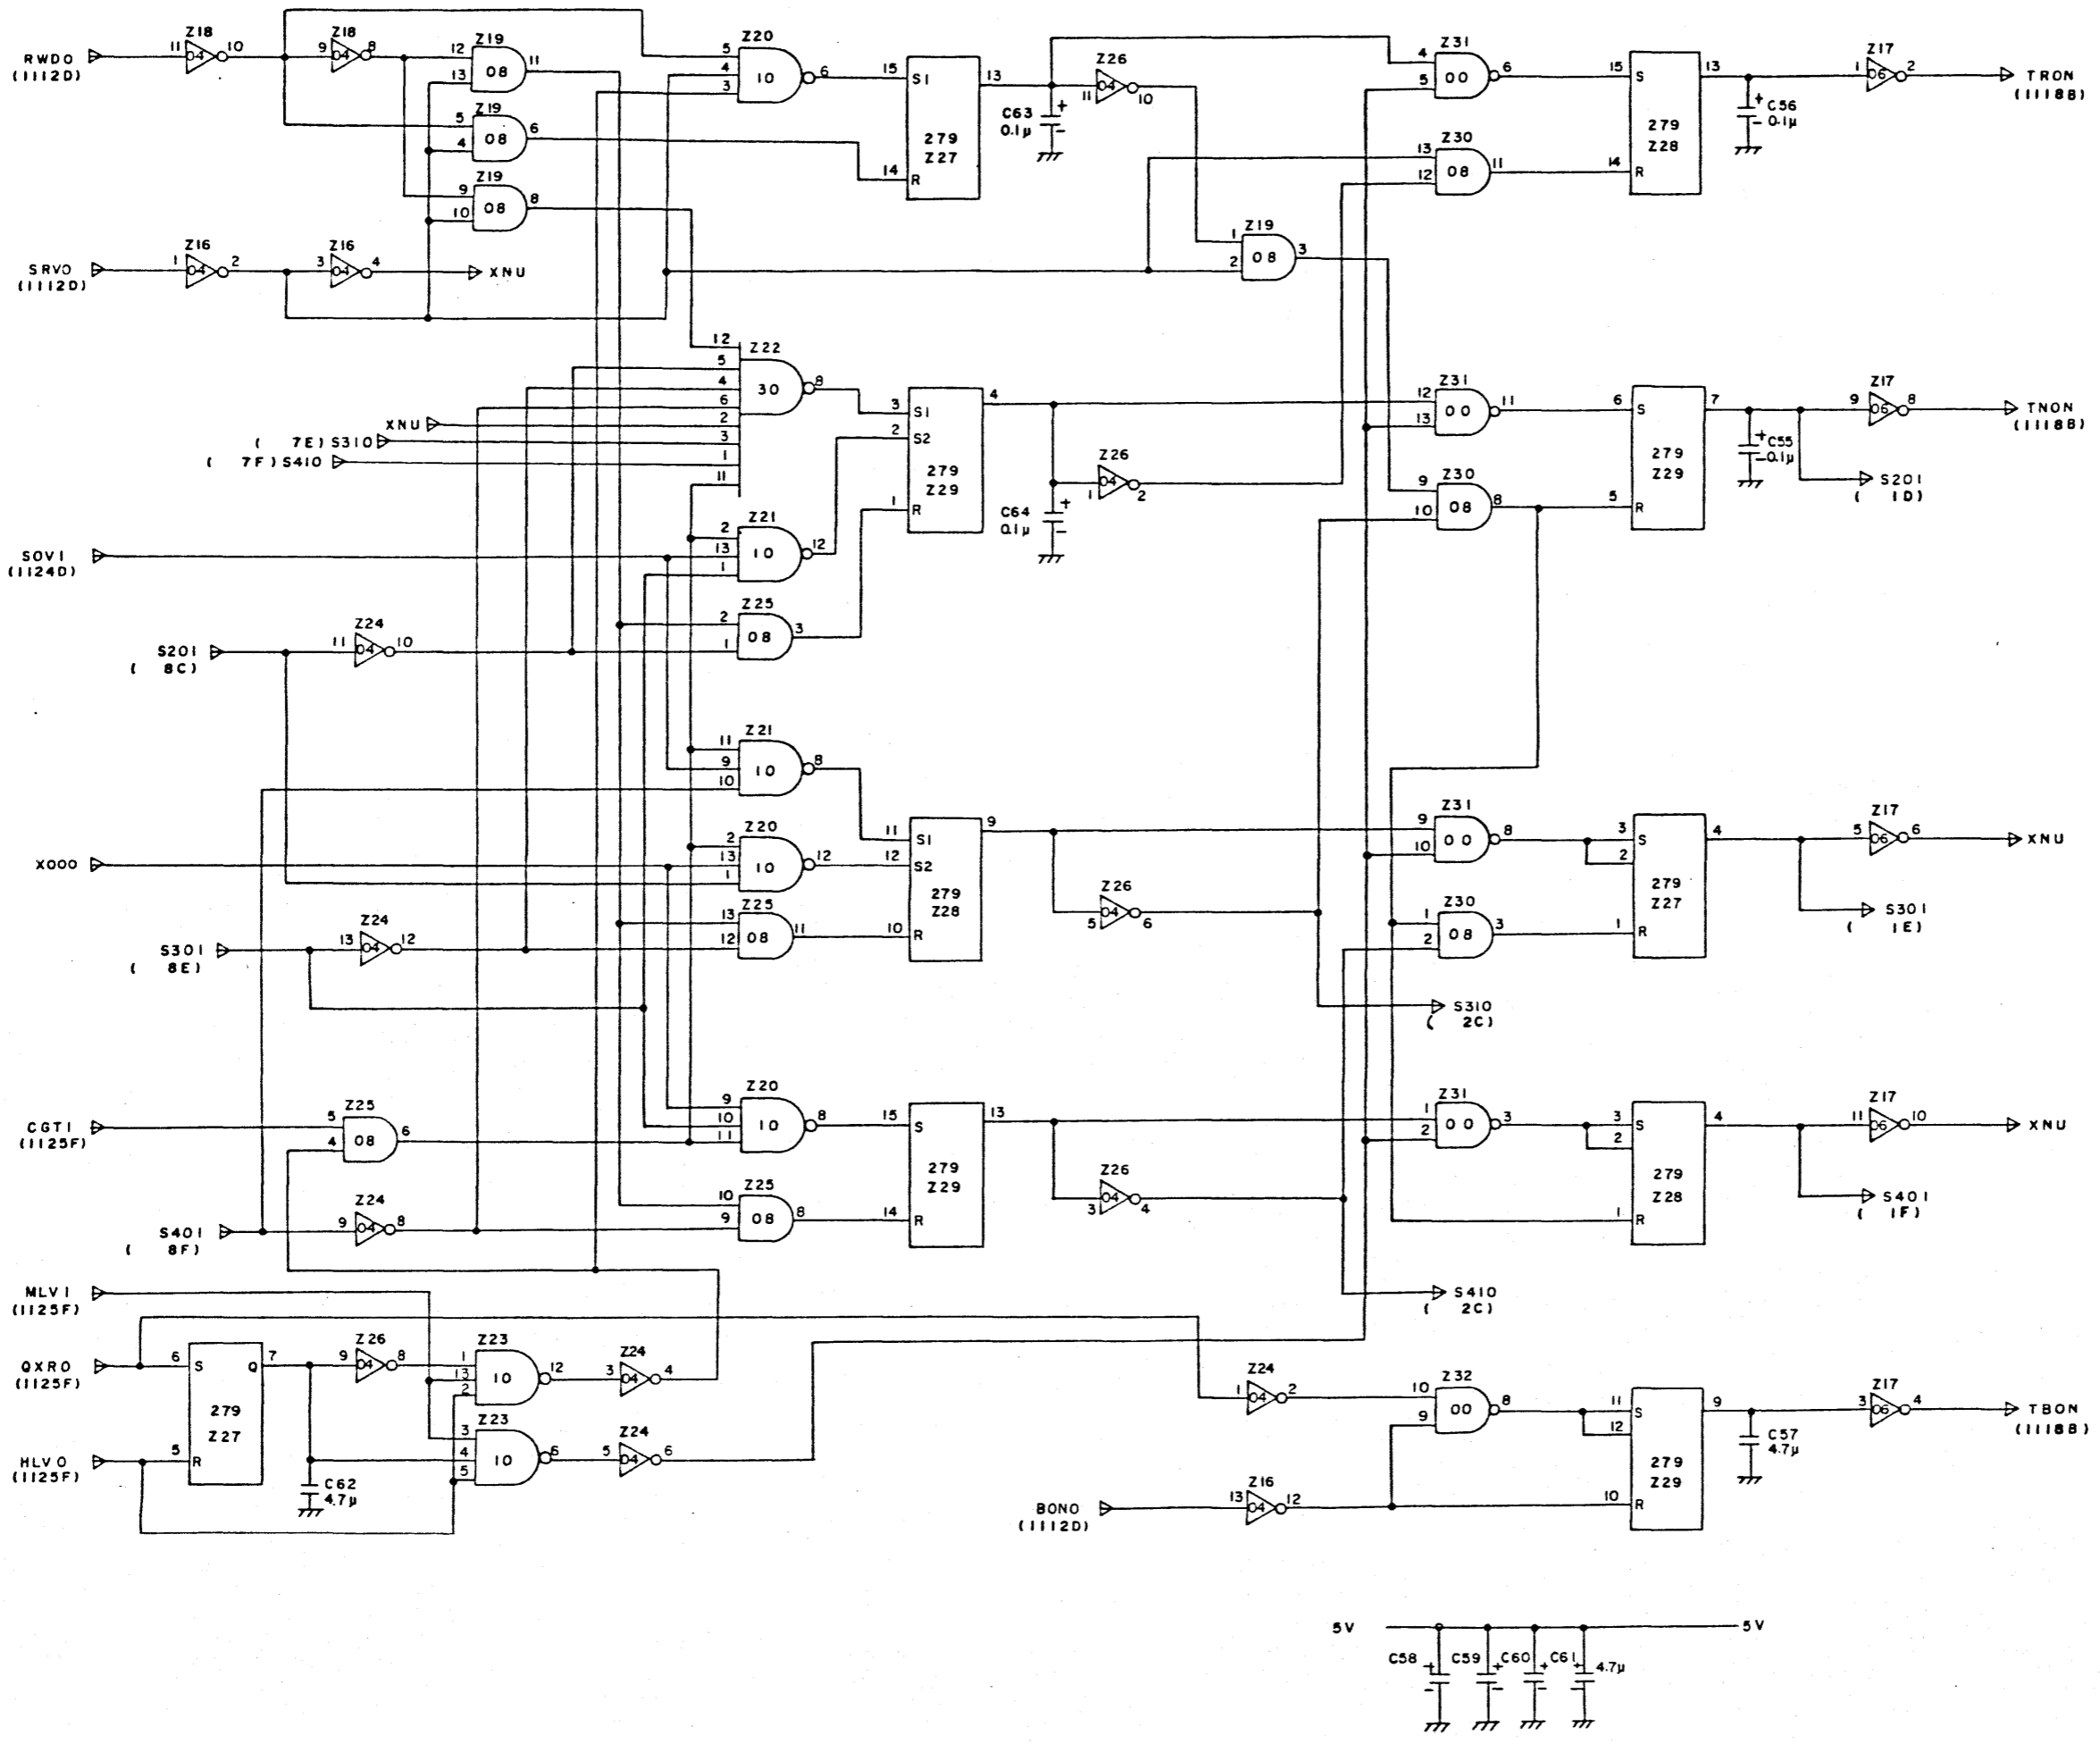 RWDO
(1112D)
11 Z18 04 10
9 Z18 04 8
12 Z19 11
13 08
5 Z19 6
4 08
9 Z19 8
10 08
5 Z20 6
4 10
3
15 S1 13
279
Z27
14 R
C63 +
0.1µ -
Z26
11 04 10
4 Z31 6
5 00
13 Z30 11
12 08
15 S 13
279
Z28
14 R
+ C56
- 0.1µ
Z17
1 06 2
TRON
(1118B)
SRVO
(1112D)
Z16
1 04 2
Z16
3 04 4
XNU
1 Z19 3
2 08
12 Z22
5
4 30 8
6
2
3
1
11
XNU
( 7E) S310
( 7F) S410
3 S1 4
2 S2
279
Z29
1 R
Z26
1 04 2
C64 +
0.1µ -
12 Z31 11
13 00
9 Z30 8
10 08
6 S 7
279
Z29
5 R
+ C55
- 0.1µ
Z17
9 06 8
TNON
(1118B)
S201
( 1D)
SOV1
(1124D)
2 Z21
13 10 12
1
2 Z25 3
1 08
S201
( 8C)
Z24
11 04 10
11 Z21
9 10 8
10
X000
2 Z20
13 10 12
1
13 Z25 11
12 08
11 S1 9
12 S2
279
Z28
10 R
Z26
5 04 6
9 Z31 8
10 00
1 Z30 3
2 08
3 S 4
2
279
Z27
1 R
Z17
5 06 6
XNU
S301
( 1E)
S301
( 8E)
Z24
13 04 12
S310
( 2C)
CGT1
(1125F)
5 Z25 6
4 08
9 Z20
10 10 8
11
10 Z25 8
9 08
15 S 13
279
Z29
14 R
Z26
3 04 4
1 Z31 3
2 00
3 S 4
2
279
Z28
1 R
Z17
11 06 10
XNU
S401
( 1F)
S401
( 8F)
Z24
9 04 8
S410
( 2C)
MLV1
(1125F)
QXRO
(1125F)
6 S Q 7
279
Z27
5 R
HLVO
(1125F)
Z26
9 04 8
1 Z23 12
13 10
2
Z24
3 04 4
3 Z23
4 10 6
5
Z24
5 04 6
C62
4.7µ
Z24
1 04 2
10 Z32 8
9 00
11 S 9
12
279
Z29
10 R
C57
4.7µ
Z17
3 06 4
TBON
(1118B)
BONO
(1112D)
Z16
13 04 12
5V 5V
C58 + - C59 + - C60 + - C61 + - 4.7µ